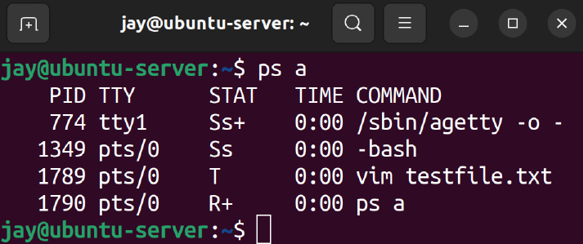 jay@ubuntu-server: ~
jay@ubuntu-server:~$ ps a
PID TTY STAT TIME COMMAND
774 tty1 Ss+ 0:00 /sbin/agetty -o -
1349 pts/0 Ss 0:00 -bash
1789 pts/0 T 0:00 vim testfile.txt
1790 pts/0 R+ 0:00 ps a
jay@ubuntu-server:~$